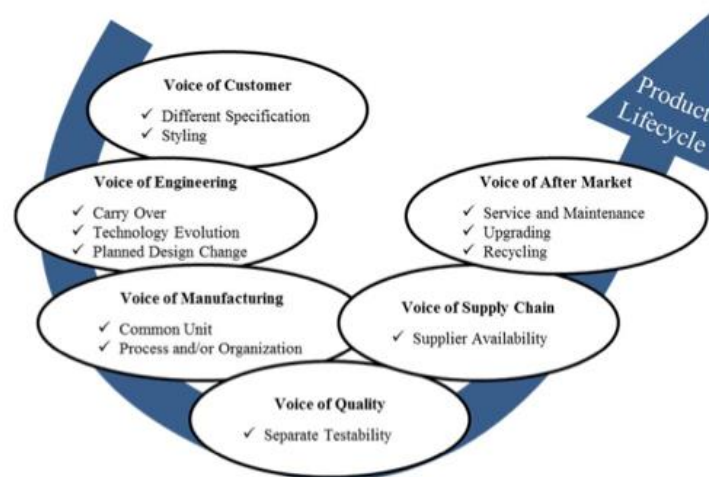 Voice of Customer
✓ Different Specification
✓ Styling
Voice of Engineering
✓ Carry Over
✓ Technology Evolution
✓ Planned Design Change
Voice of Manufacturing
✓ Common Unit
✓ Process and/or Organization
Voice of Quality
✓ Separate Testability
Voice of Supply Chain
✓ Supplier Availability
Voice of After Market
✓ Service and Maintenance
✓ Upgrading
✓ Recycling
Product
Lifecycle